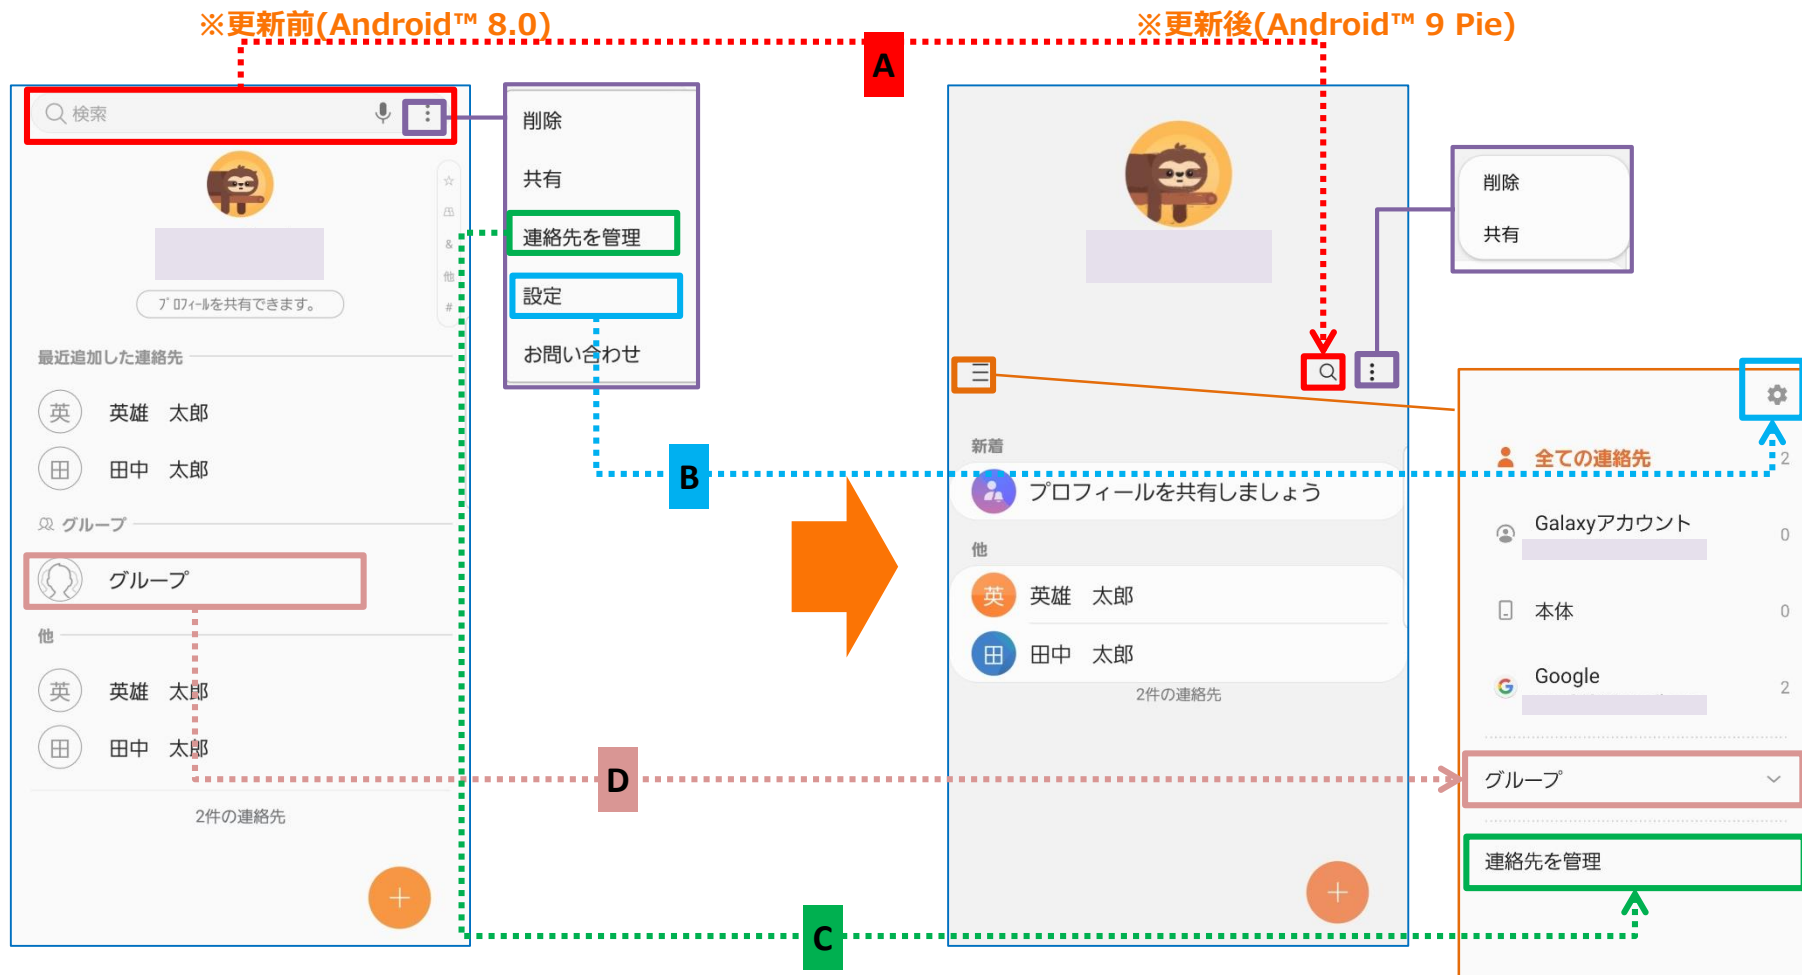 ※更新前(Android™ 8.0)
※更新後(Android™ 9 Pie)
A
検索
削除
共有
連絡先を管理
設定
お問い合わせ
☆
&
他
#
プロフィールを共有できます。
最近追加した連絡先
英 英雄 太郎
田 田中 太郎
グループ
グループ
他
英 英雄 太郎
田 田中 太郎
2件の連絡先
+
B
D
C
削除
共有
新着
プロフィールを共有しましょう
他
英 英雄 太郎
田 田中 太郎
2件の連絡先
+
全ての連絡先 2
Galaxyアカウント 0
本体 0
G Google 2
グループ
連絡先を管理